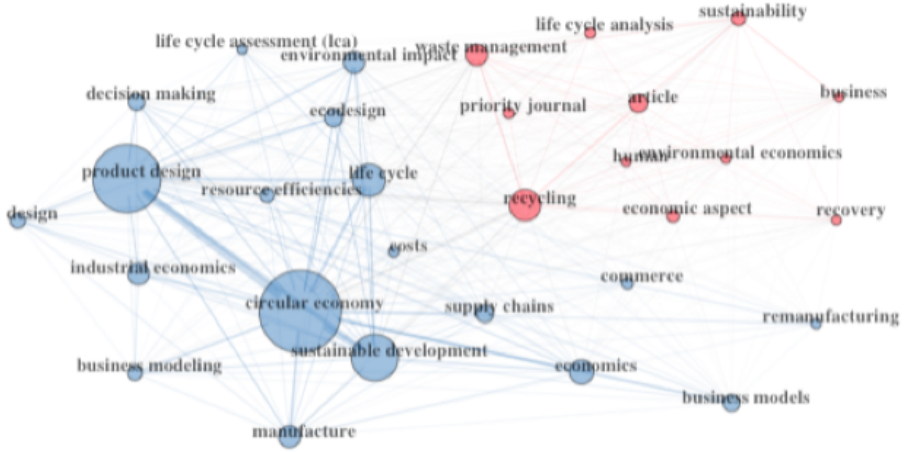 sustainability
life cycle analysis
life cycle assessment (lca)
waste management
environmental impact
decision making
business
article
priority journal
ecodesign
human
environmental economics
product design
life cycle
resource efficiencies
recycling
economic aspect
recovery
design
costs
industrial economics
commerce
circular economy
supply chains
remanufacturing
sustainable development
business modeling
economics
business models
manufacture